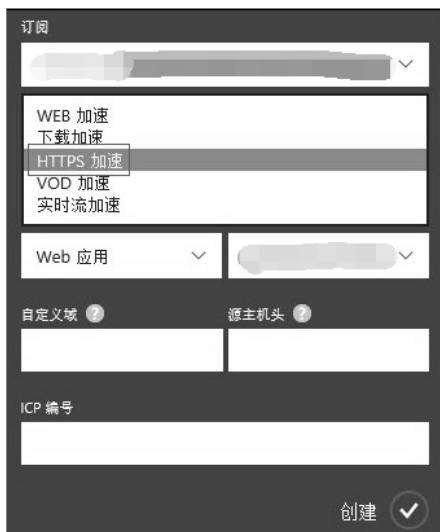 订阅
WEB 加速
下载加速
HTTPS 加速
VOD 加速
实时流加速
Web 应用
自定义域 ?
源主机头 ?
ICP 编号
创建